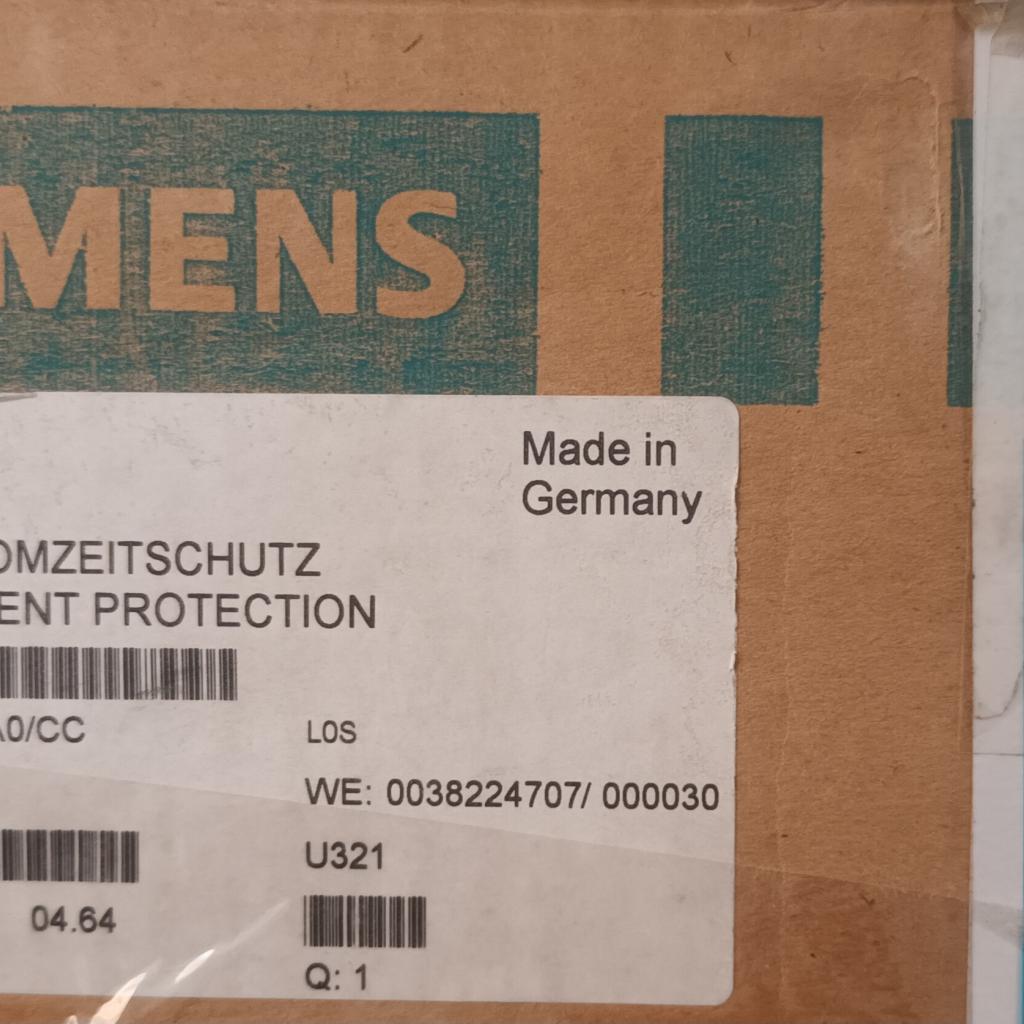 MENS
Made in
Germany
OMZEITSCHUTZ
ENT PROTECTION
A0/CC
L0S
WE: 0038224707/ 000030
U321
04.64
Q: 1